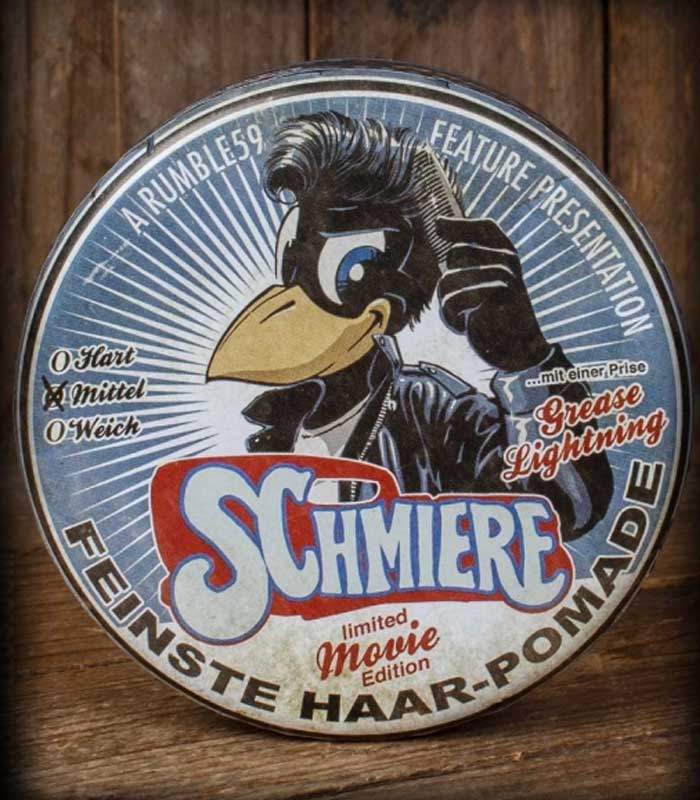 A RUMBLE59 FEATURE PRESENTATION
O Hart
O Mittel
O Weich
...mit einer Prise
Grease
Lightning
SCHMIERE
limited
Movie
Edition
FEINSTE HAAR-POMADE